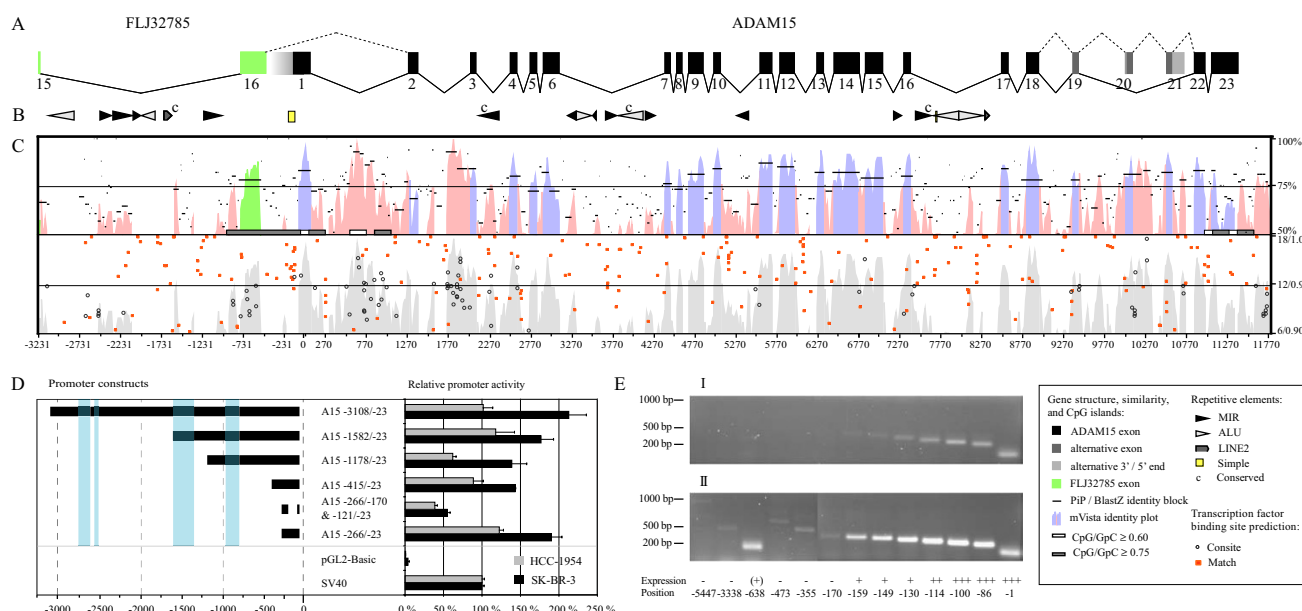 A FLJ32785 ADAM15
15 16 1 2 3 4 5 6 7 8 9 10 11 12 13 14 15 16 17 18 19 20 21 22 23
B c c c c
C 100%
75%
50%
18/1.0
12/0.9
6/0.90
-3231 -2731 -2231 -1731 -1231 -731 -231 0 270 770 1270 1770 2270 2770 3270 3770 4270 4770 5270 5770 6270 6770 7270 7770 8270 8770 9270 9770 10270 10770 11270 11770
D Promoter constructs Relative promoter activity
A15 -3108/-23
A15 -1582/-23
A15 -1178/-23
A15 -415/-23
A15 -266/-170
& -121/-23
A15 -266/-23
pGL2-Basic
SV40
HCC-1954
SK-BR-3
-3000 -2500 -2000 -1500 -1000 -500 0
0 % 50 % 100 % 150 % 200 % 250 %
E I
1000 bp
500 bp
200 bp
II
1000 bp
500 bp
200 bp
Expression - - (+) - - - + + + ++ +++ +++ +++
Position -5447 -3338 -638 -473 -355 -170 -159 -149 -130 -114 -100 -86 -1
Gene structure, similarity,
and CpG islands:
ADAM15 exon
alternative exon
alternative 3' / 5' end
FLJ32785 exon
PiP / BlastZ identity block
mVista identity plot
CpG/GpC ≥ 0.60
CpG/GpC ≥ 0.75
Repetitive elements:
MIR
ALU
LINE2
Simple
c Conserved
Transcription factor
binding site prediction:
Consite
Match